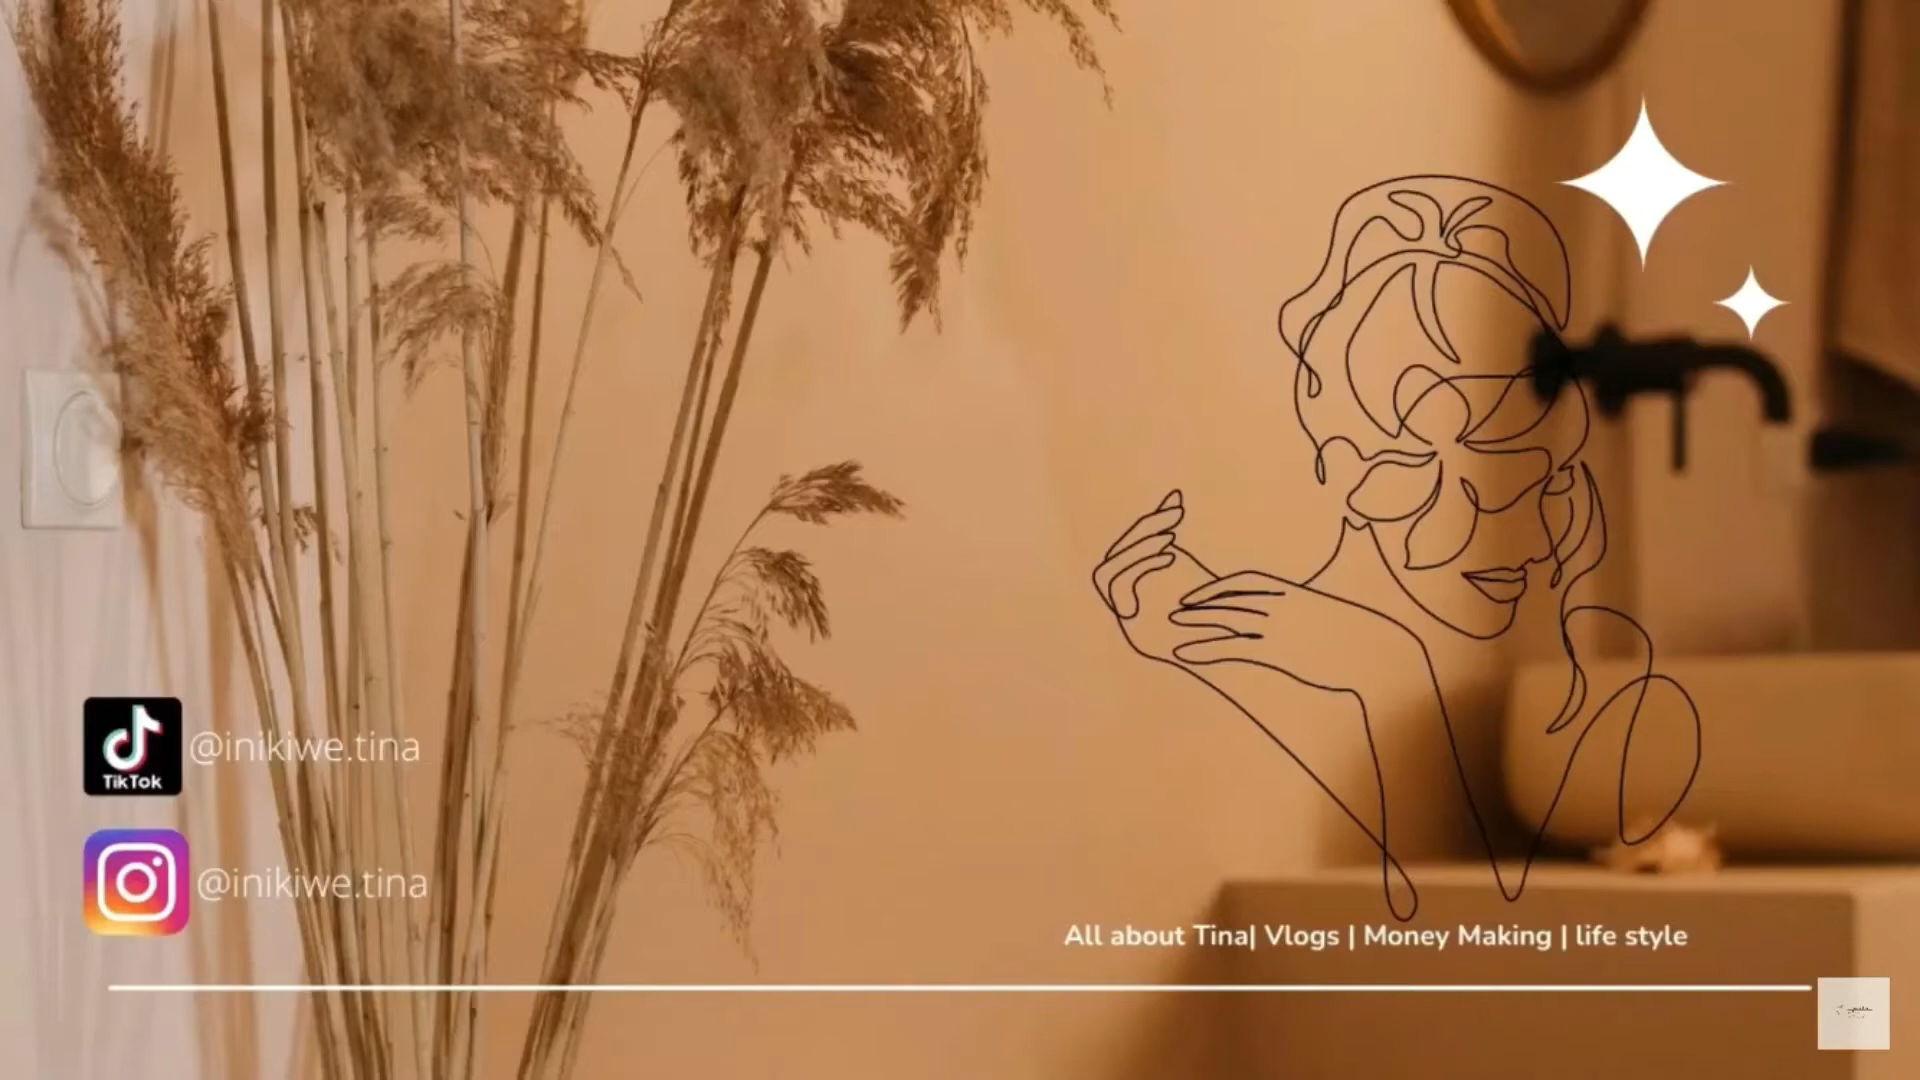 TikTok
@inikiwe.tina
@inikiwe.tina
All about Tina| Vlogs | Money Making | life style